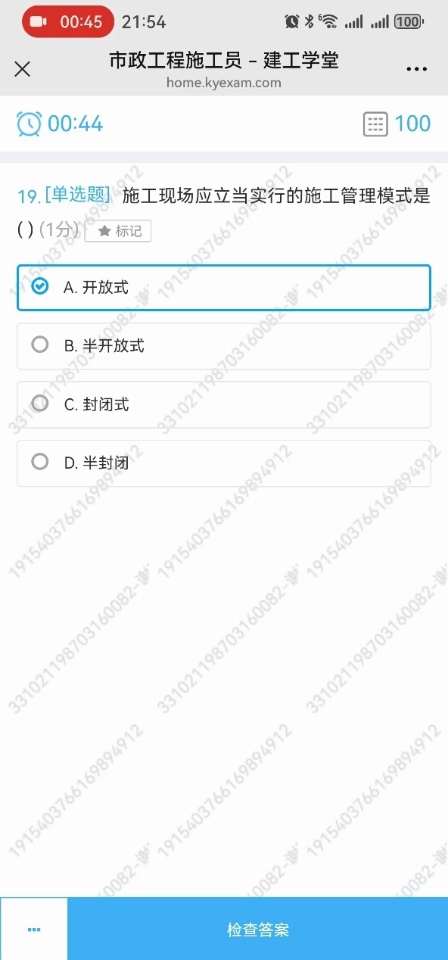 00:45 21:54 100
市政工程施工员 – 建工学堂
home.kyexam.com
00:44 100
19.[单选题] 施工现场应立当实行的施工管理模式是
( ) (1分) ★ 标记
A. 开放式
B. 半开放式
C. 封闭式
D. 半封闭
检查答案